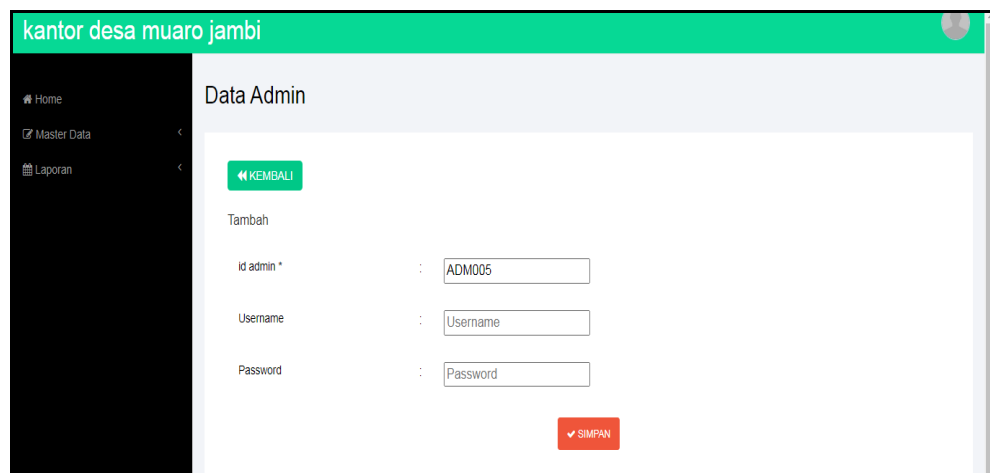 kantor desa muaro jambi
Home
Master Data
Laporan
Data Admin
KEMBALI
Tambah
id admin * : ADM005
Username : Username
Password : Password
SIMPAN